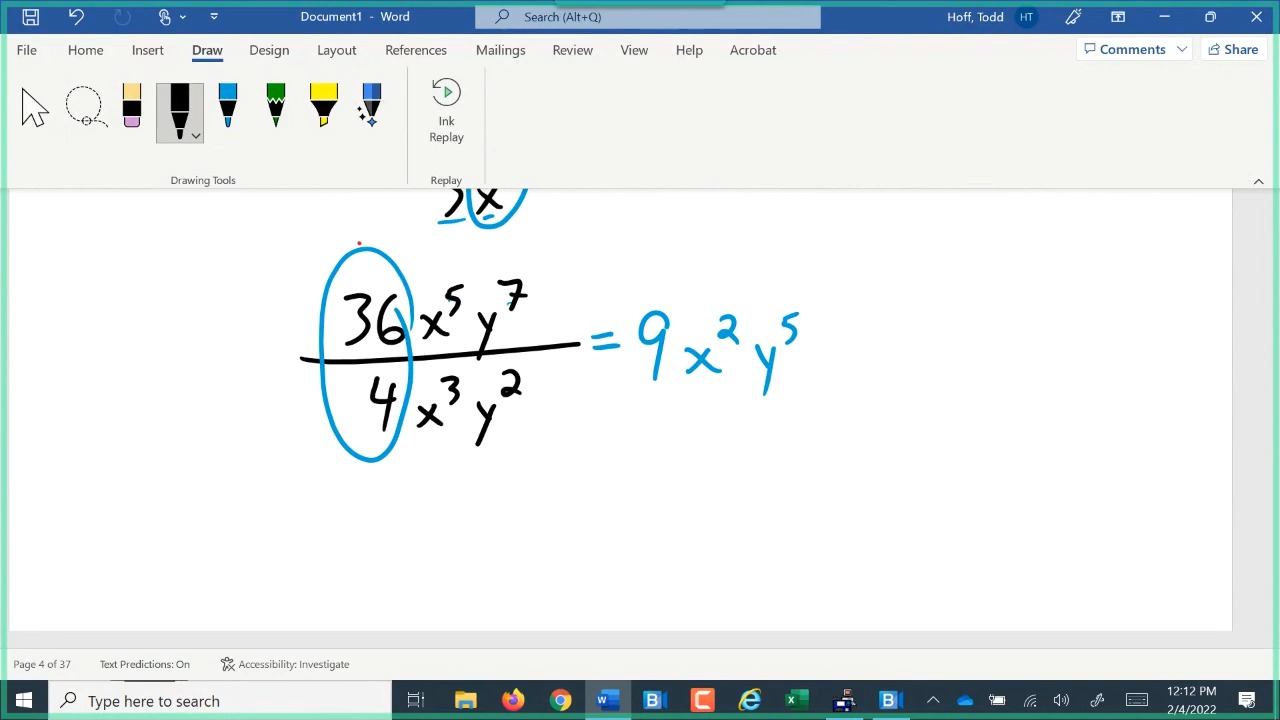 Document1 - Word
Search (Alt+Q)
Hoff, Todd
HT
File Home Insert Draw Design Layout References Mailings Review View Help Acrobat
Comments
Share
Ink Replay
Drawing Tools
Replay
x
36x⁵y⁷
= 9x²y⁵
4x³y²
Page 4 of 37
Text Predictions: On
Accessibility: Investigate
Type here to search
12:12 PM
2/4/2022